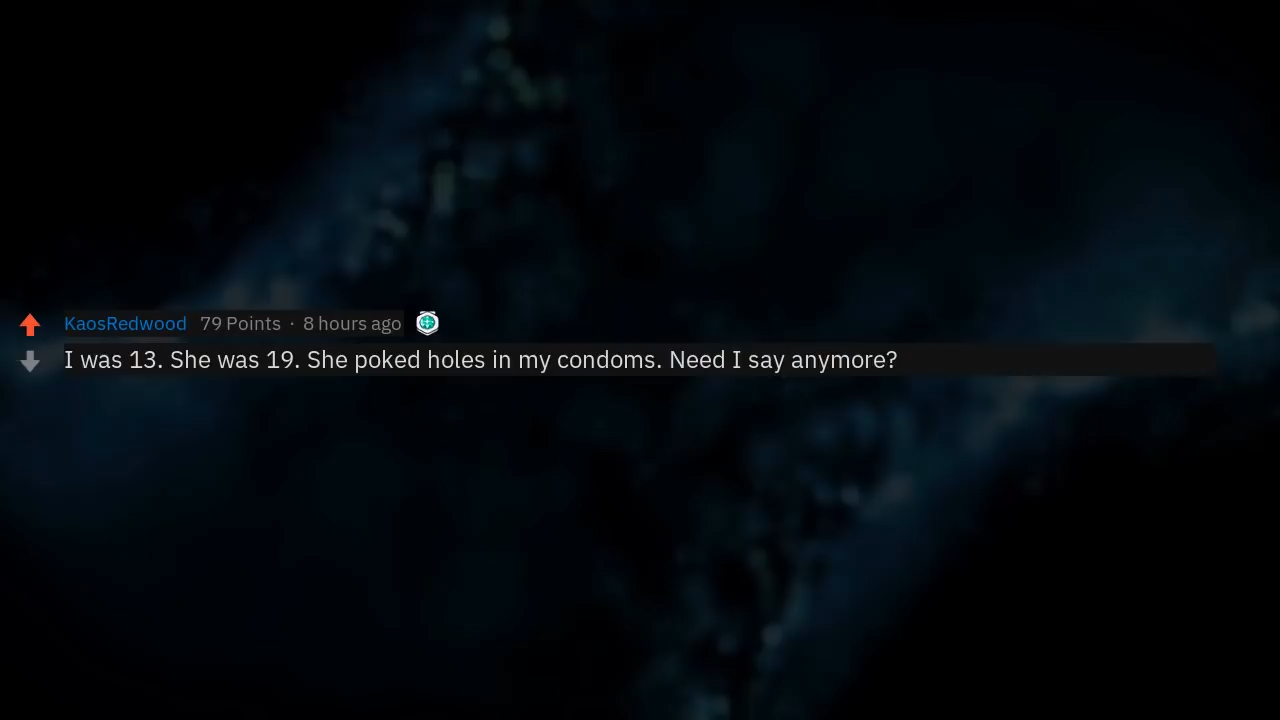 KaosRedwood 79 Points · 8 hours ago
I was 13. She was 19. She poked holes in my condoms. Need I say anymore?